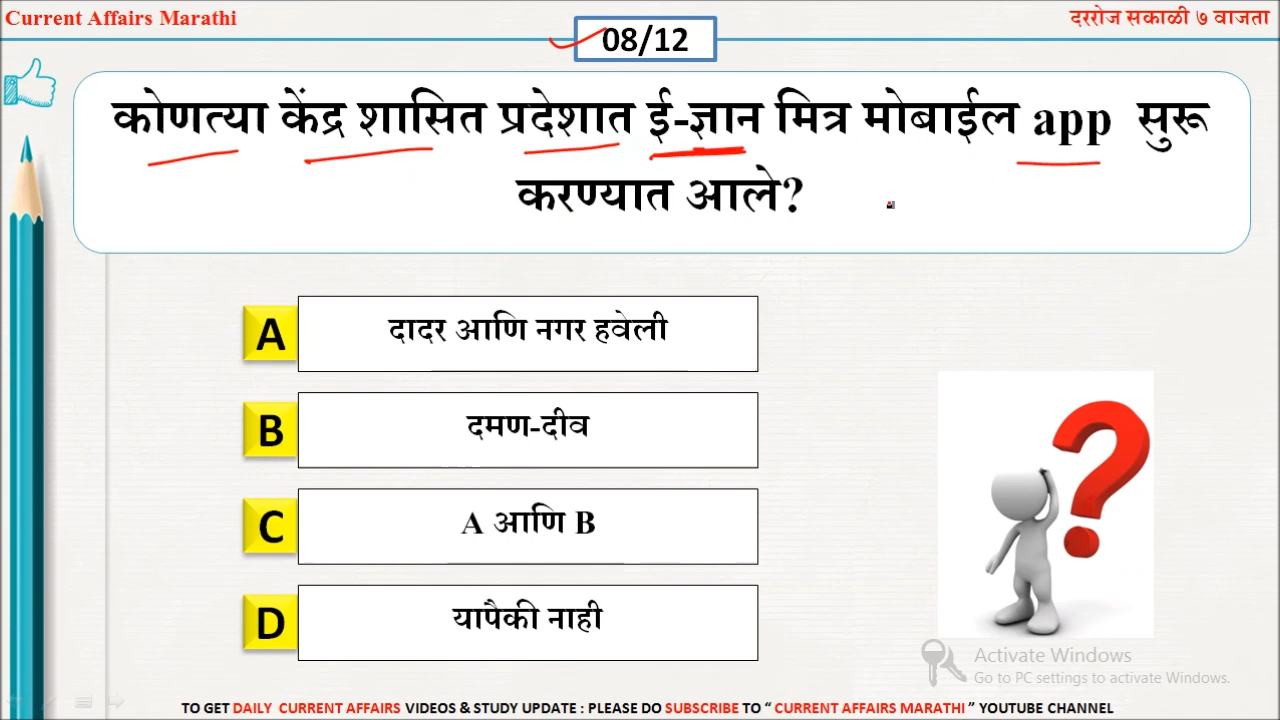 Current Affairs Marathi
दररोज सकाळी ७ वाजता
08/12
कोणत्या केंद्र शासित प्रदेशात ई-ज्ञान मित्र मोबाईल app सुरू
करण्यात आले?
A दादर आणि नगर हवेली
B दमण-दीव
C A आणि B
D यापैकी नाही
Activate Windows
Go to PC settings to activate Windows.
TO GET DAILY CURRENT AFFAIRS VIDEOS & STUDY UPDATE : PLEASE DO SUBSCRIBE TO “ CURRENT AFFAIRS MARATHI ” YOUTUBE CHANNEL